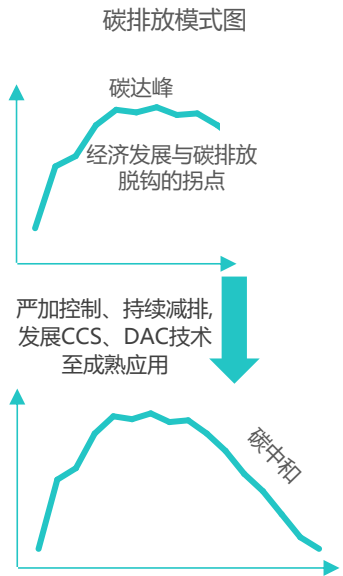 碳排放模式图
碳达峰
经济发展与碳排放
脱钩的拐点
严加控制、持续减排,
发展CCS、DAC技术
至成熟应用
碳中和